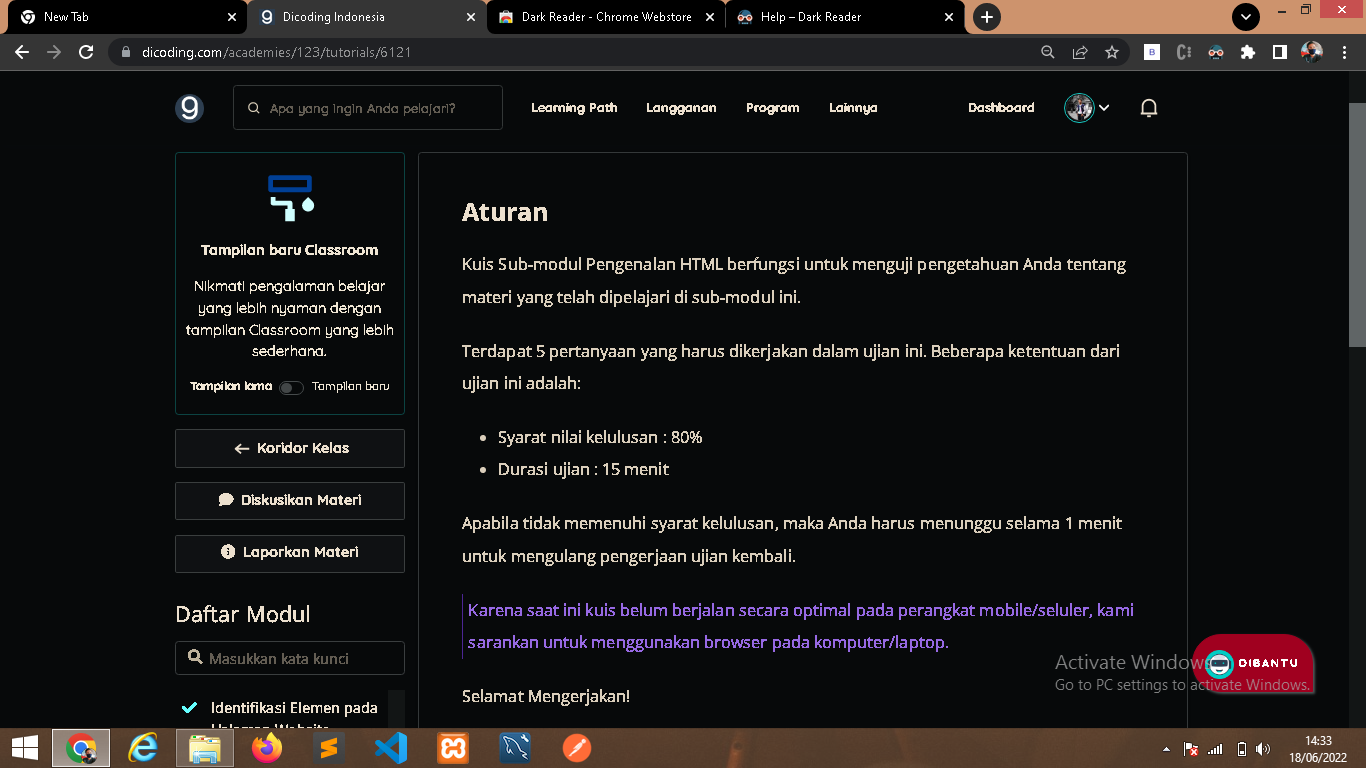 New Tab
Dicoding Indonesia
Dark Reader - Chrome Webstore
Help – Dark Reader
dicoding.com/academies/123/tutorials/6121
Apa yang ingin Anda pelajari?
Learning Path
Langganan
Program
Lainnya
Dashboard
Tampilan baru Classroom
Nikmati pengalaman belajar
yang lebih nyaman dengan
tampilan Classroom yang lebih
sederhana.
Tampilan lama
Tampilan baru
Koridor Kelas
Diskusikan Materi
Laporkan Materi
Daftar Modul
Masukkan kata kunci
Identifikasi Elemen pada
Halaman Website
Aturan
Kuis Sub-modul Pengenalan HTML berfungsi untuk menguji pengetahuan Anda tentang
materi yang telah dipelajari di sub-modul ini.
Terdapat 5 pertanyaan yang harus dikerjakan dalam ujian ini. Beberapa ketentuan dari
ujian ini adalah:
Syarat nilai kelulusan : 80%
Durasi ujian : 15 menit
Apabila tidak memenuhi syarat kelulusan, maka Anda harus menunggu selama 1 menit
untuk mengulang pengerjaan ujian kembali.
Karena saat ini kuis belum berjalan secara optimal pada perangkat mobile/seluler, kami
sarankan untuk menggunakan browser pada komputer/laptop.
Selamat Mengerjakan!
DIBANTU
Activate Windows
Go to PC settings to activate Windows.
14:33
18/06/2022